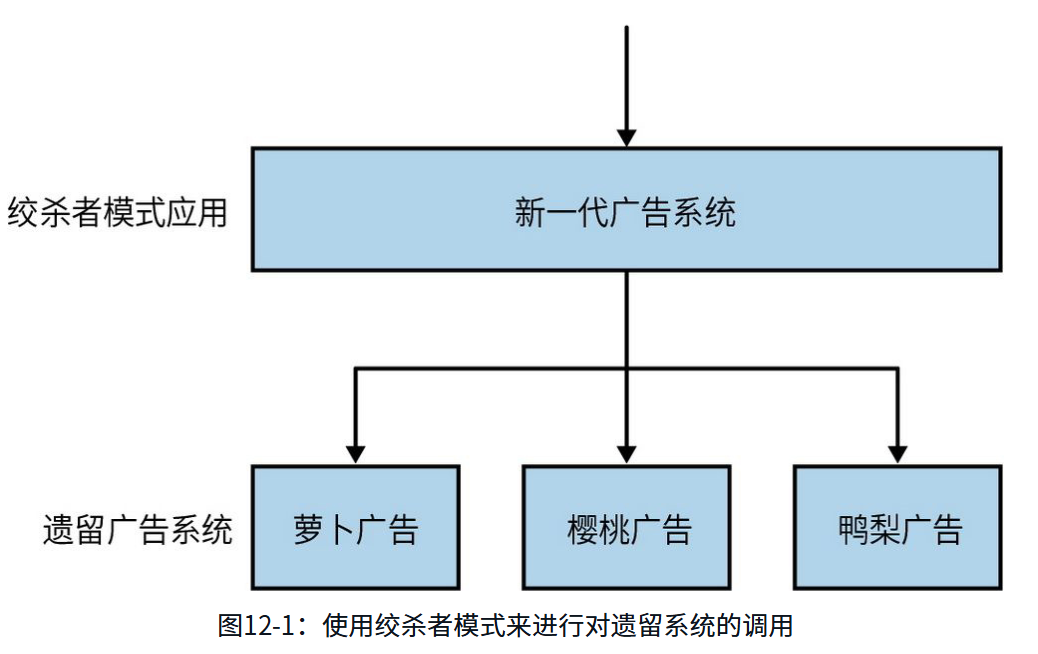 绞杀者模式应用
新一代广告系统
遗留广告系统
萝卜广告
樱桃广告
鸭梨广告
图12-1：使用绞杀者模式来进行对遗留系统的调用